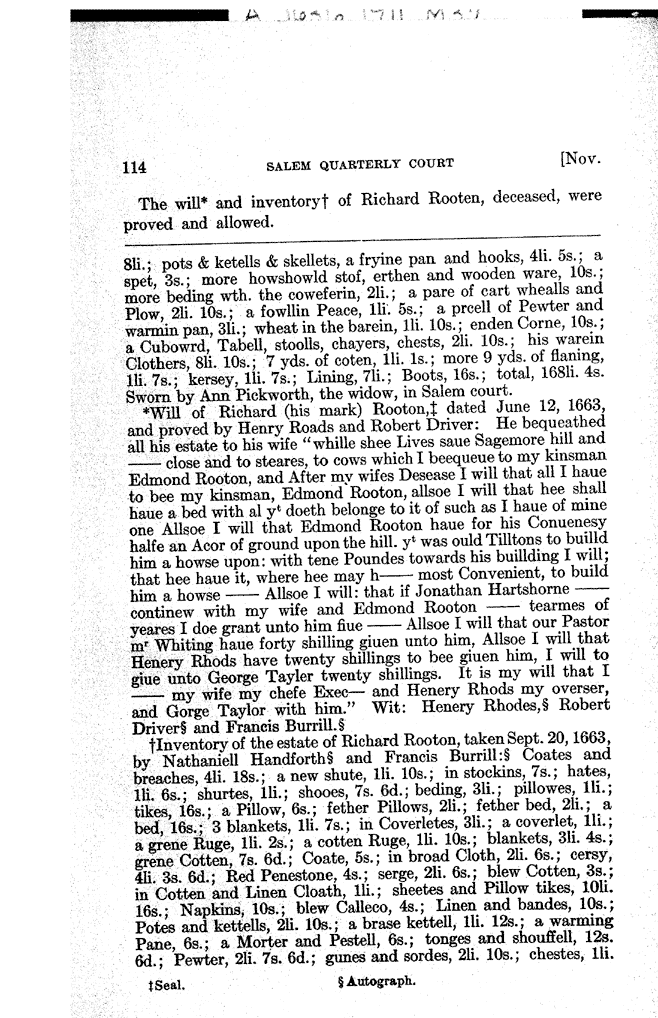 114 SALEM QUARTERLY COURT [Nov.
The will* and inventory† of Richard Rooten, deceased, were
proved and allowed.
8li.; pots & ketells & skellets, a fryine pan and hooks, 4li. 5s.; a
spet, 3s.; more howshowld stof, erthen and wooden ware, 10s.;
more beding wth. the coweferin, 2li.; a pare of cart whealls and
Plow, 2li. 10s.; a fowllin Peace, 1li. 5s.; a prcell of Pewter and
warmin pan, 3li.; wheat in the barein, 1li. 10s.; enden Corne, 10s.;
a Cubowrd, Tabell, stoolls, chayers, chests, 2li. 10s.; his warein
Clothers, 8li. 10s.; 7 yds. of coten, 1li. 1s.; more 9 yds. of flaning,
1li. 7s.; kersey, 1li. 7s.; Lining, 7li.; Boots, 16s.; total, 168li. 4s.
Sworn by Ann Pickworth, the widow, in Salem court.
*Will of Richard (his mark) Rooton,‡ dated June 12, 1663,
and proved by Henry Roads and Robert Driver: He bequeathed
all his estate to his wife "whille shee Lives saue Sagemore hill and
—— close and to steares, to cows which I beequeue to my kinsman
Edmond Rooton, and After my wifes Desease I will that all I haue
to bee my kinsman, Edmond Rooton, allsoe I will that hee shall
haue a bed with al yᵗ doeth belonge to it of such as I haue of mine
one Allsoe I will that Edmond Rooton haue for his Conuenesy
halfe an Acor of ground upon the hill. yᵗ was ould Tilltons to builld
him a howse upon: with tene Poundes towards his buillding I will;
that hee haue it, where hee may h—— most Convenient, to build
him a howse —— Allsoe I will: that if Jonathan Hartshorne ——
continew with my wife and Edmond Rooton —— tearmes of
yeares I doe grant unto him fiue —— Allsoe I will that our Pastor
mʳ Whiting haue forty shilling giuen unto him, Allsoe I will that
Henery Rhods have twenty shillings to bee giuen him, I will to
giue unto George Tayler twenty shillings. It is my will that I
—— my wife my chefe Exec— and Henery Rhods my overser,
and Gorge Taylor with him." Wit: Henery Rhodes,§ Robert
Driver§ and Francis Burrill.§
†Inventory of the estate of Richard Rooton, taken Sept. 20, 1663,
by Nathaniell Handforth§ and Francis Burrill:§ Coates and
breaches, 4li. 18s.; a new shute, 1li. 10s.; in stockins, 7s.; hates,
1li. 6s.; shurtes, 1li.; shooes, 7s. 6d.; beding, 3li.; pillowes, 1li.;
tikes, 16s.; a Pillow, 6s.; fether Pillows, 2li.; fether bed, 2li.; a
bed, 16s.; 3 blankets, 1li. 7s.; in Coverletes, 3li.; a coverlet, 1li.;
a grene Ruge, 1li. 2s.; a cotten Ruge, 1li. 10s.; blankets, 3li. 4s.;
grene Cotten, 7s. 6d.; Coate, 5s.; in broad Cloth, 2li. 6s.; cersy,
4li. 3s. 6d.; Red Penestone, 4s.; serge, 2li. 6s.; blew Cotten, 3s.;
in Cotten and Linen Cloath, 1li.; sheetes and Pillow tikes, 10li.
16s.; Napkins, 10s.; blew Calleco, 4s.; Linen and bandes, 10s.;
Potes and kettells, 2li. 10s.; a brase kettell, 1li. 12s.; a warming
Pane, 6s.; a Morter and Pestell, 6s.; tonges and shouffell, 12s.
6d.; Pewter, 2li. 7s. 6d.; gunes and sordes, 2li. 10s.; chestes, 1li.
‡Seal. §Autograph.